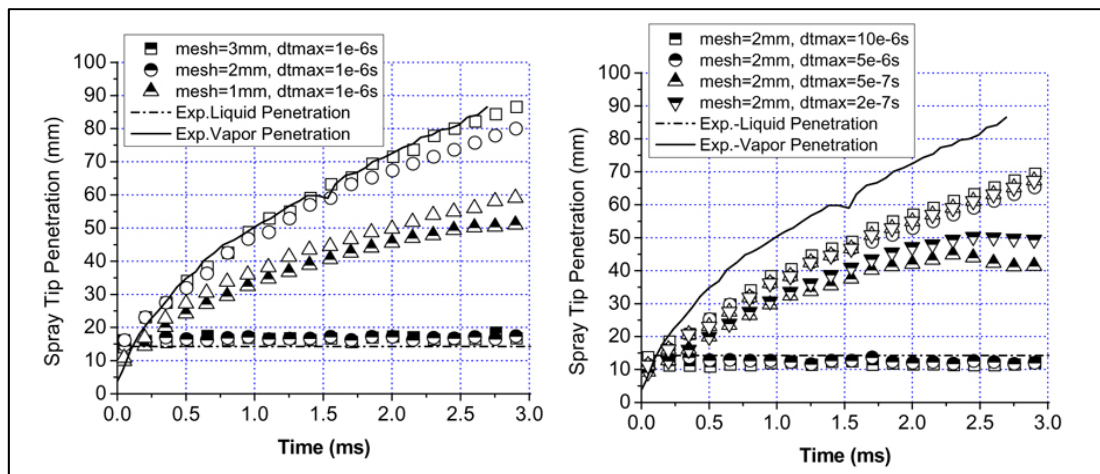 mesh=3mm, dtmax=1e-6s
mesh=2mm, dtmax=1e-6s
mesh=1mm, dtmax=1e-6s
Exp.Liquid Penetration
Exp.Vapor Penetration
100
90
80
70
60
50
40
30
20
10
0
Spray Tip Penetration (mm)
0.0 0.5 1.0 1.5 2.0 2.5 3.0
Time (ms)
mesh=2mm, dtmax=10e-6s
mesh=2mm, dtmax=5e-6s
mesh=2mm, dtmax=5e-7s
mesh=2mm, dtmax=2e-7s
Exp.-Liquid Penetration
Exp.-Vapor Penetration
100
90
80
70
60
50
40
30
20
10
0
Spray Tip Penetration (mm)
0.0 0.5 1.0 1.5 2.0 2.5 3.0
Time (ms)